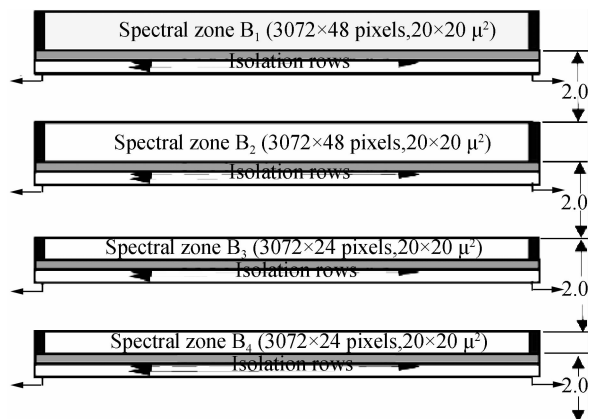 Spectral zone B₁ (3072×48 pixels,20×20 μ²)
Isolation rows
2.0
Spectral zone B₂ (3072×48 pixels,20×20 μ²)
Isolation rows
2.0
Spectral zone B₃ (3072×24 pixels,20×20 μ²)
Isolation rows
2.0
Spectral zone B₄ (3072×24 pixels,20×20 μ²)
Isolation rows
2.0